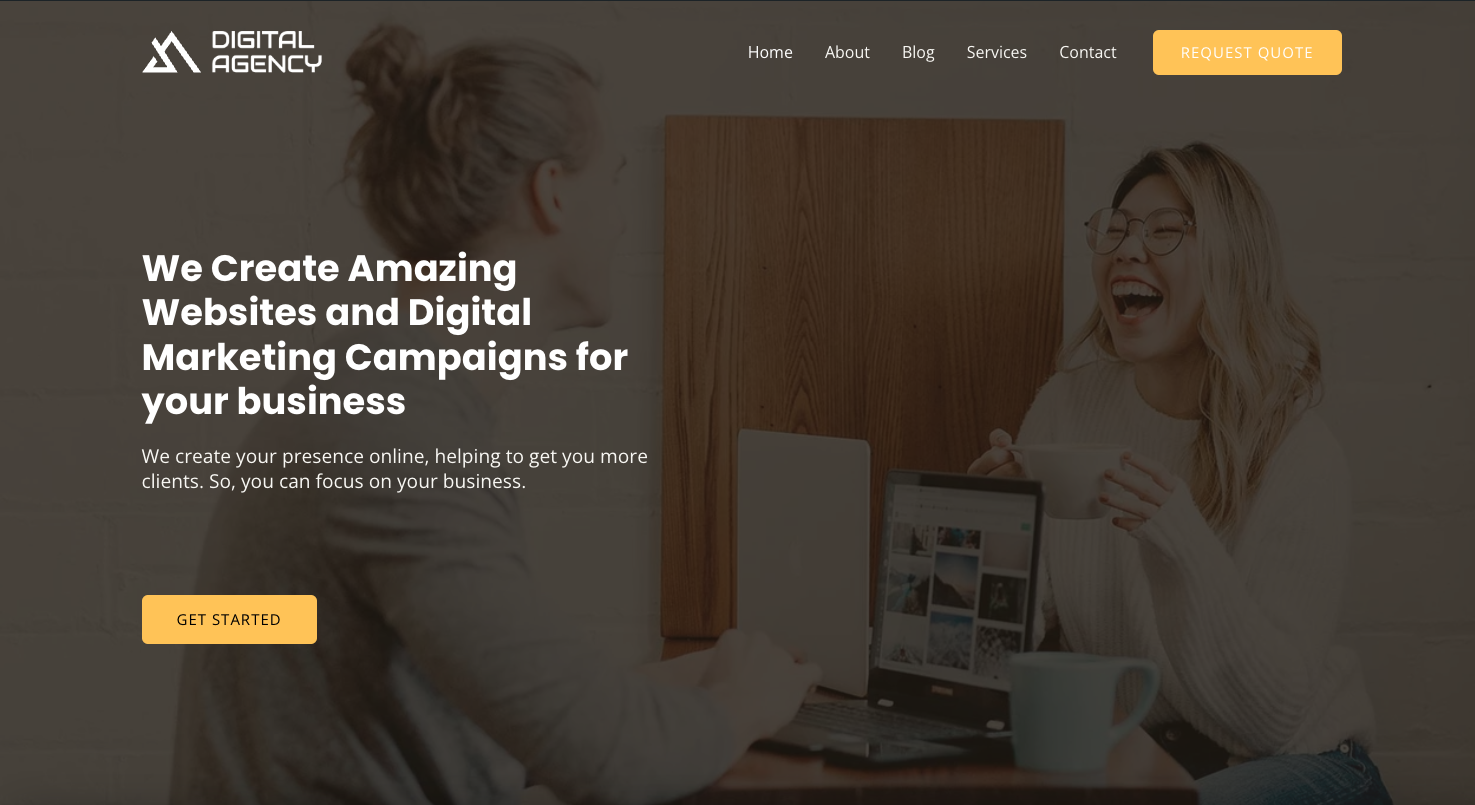 DIGITAL
AGENCY
Home About Blog Services Contact REQUEST QUOTE
We Create Amazing
Websites and Digital
Marketing Campaigns for
your business
We create your presence online, helping to get you more
clients. So, you can focus on your business.
GET STARTED